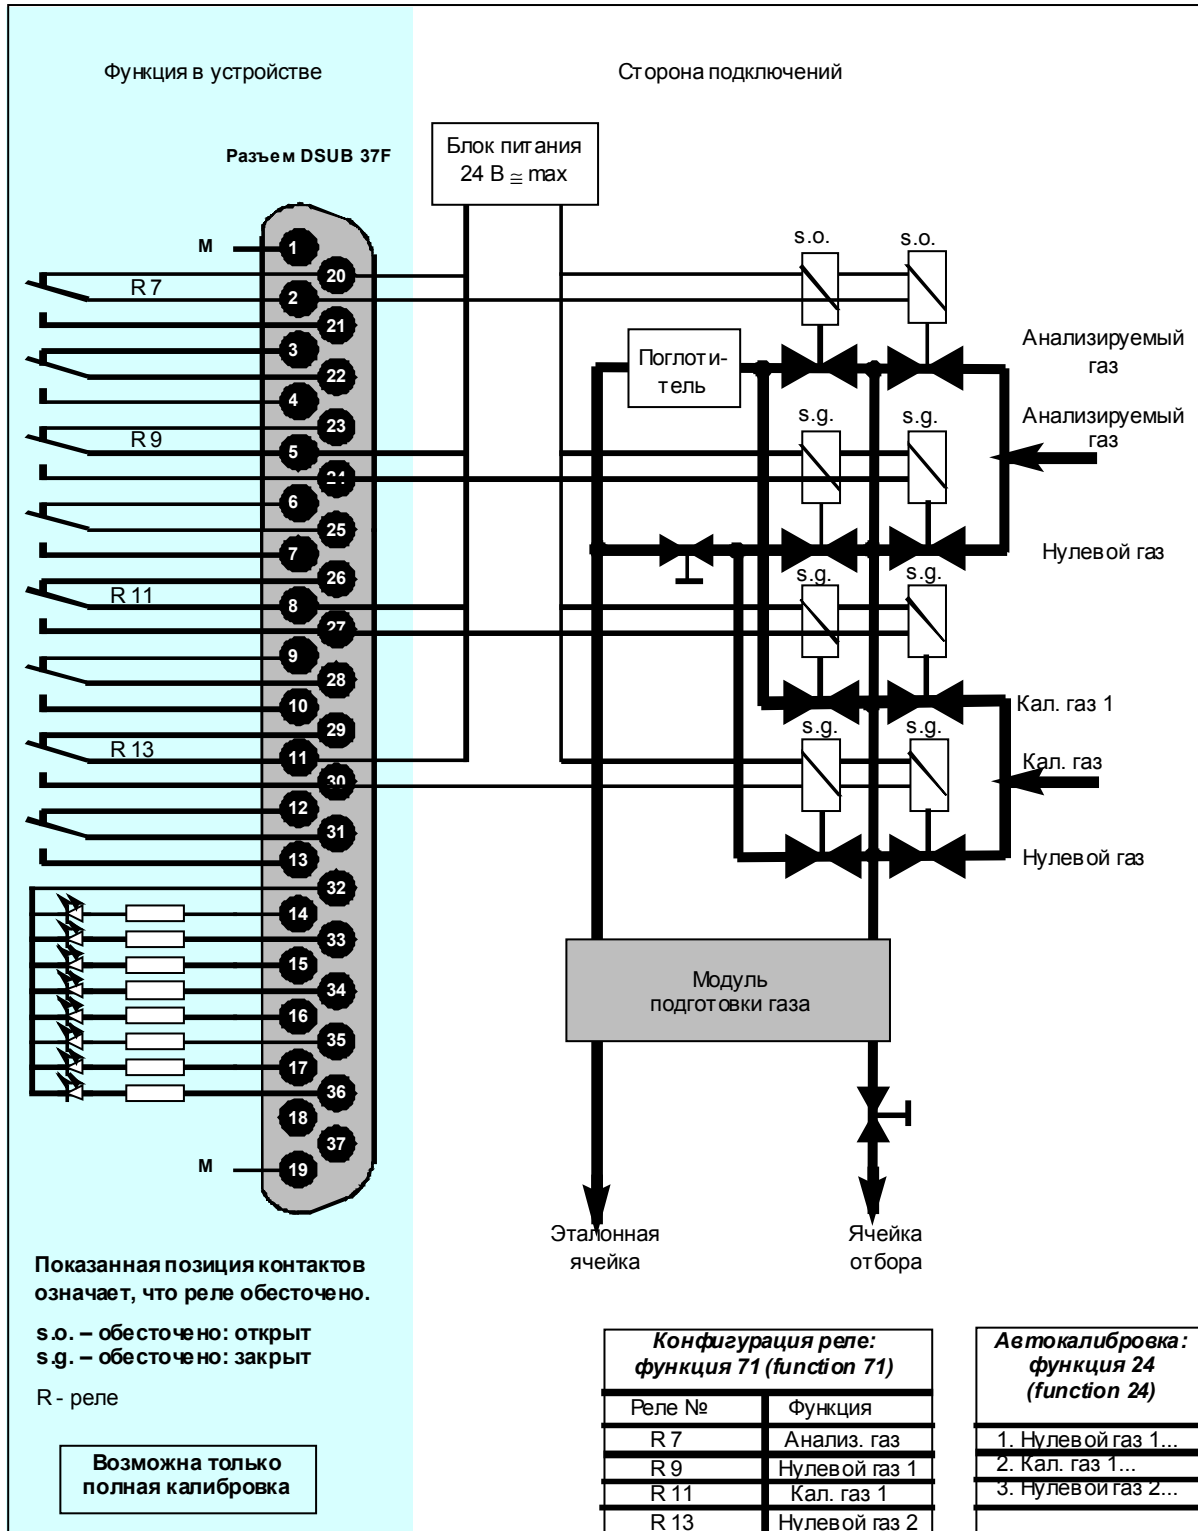 Функция в устройстве
Сторона подключений
Разъем DSUB 37F
Блок питания
24 В ≅ max
M
1
20
R 7
2
21
3
22
4
23
R 9
5
24
6
25
7
26
R 11
8
27
9
28
10
29
R 13
11
30
12
31
13
32
14
33
15
34
16
35
17
36
18
37
M
19
s.o.
s.o.
Поглоти-
тель
Анализируемый
газ
s.g.
s.g.
Анализируемый
газ
Нулевой газ
s.g.
s.g.
Кал. газ 1
s.g.
s.g.
Кал. газ
Нулевой газ
Модуль
подготовки газа
Эталонная
ячейка
Ячейка
отбора
Показанная позиция контактов
означает, что реле обесточено.
s.o. – обесточено: открыт
s.g. – обесточено: закрыт
R - реле
Возможна только
полная калибровка
Конфигурация реле:
функция 71 (function 71)
Реле № Функция
R 7 Анализ. газ
R 9 Нулевой газ 1
R 11 Кал. газ 1
R 13 Нулевой газ 2
Автокалибровка:
функция 24
(function 24)
1. Нулевой газ 1...
2. Кал. газ 1...
3. Нулевой газ 2...